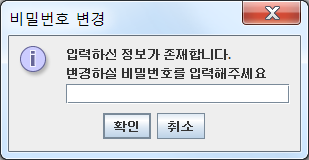 비밀번호 변경
입력하신 정보가 존재합니다.
변경하실 비밀번호를 입력해주세요
확인 취소